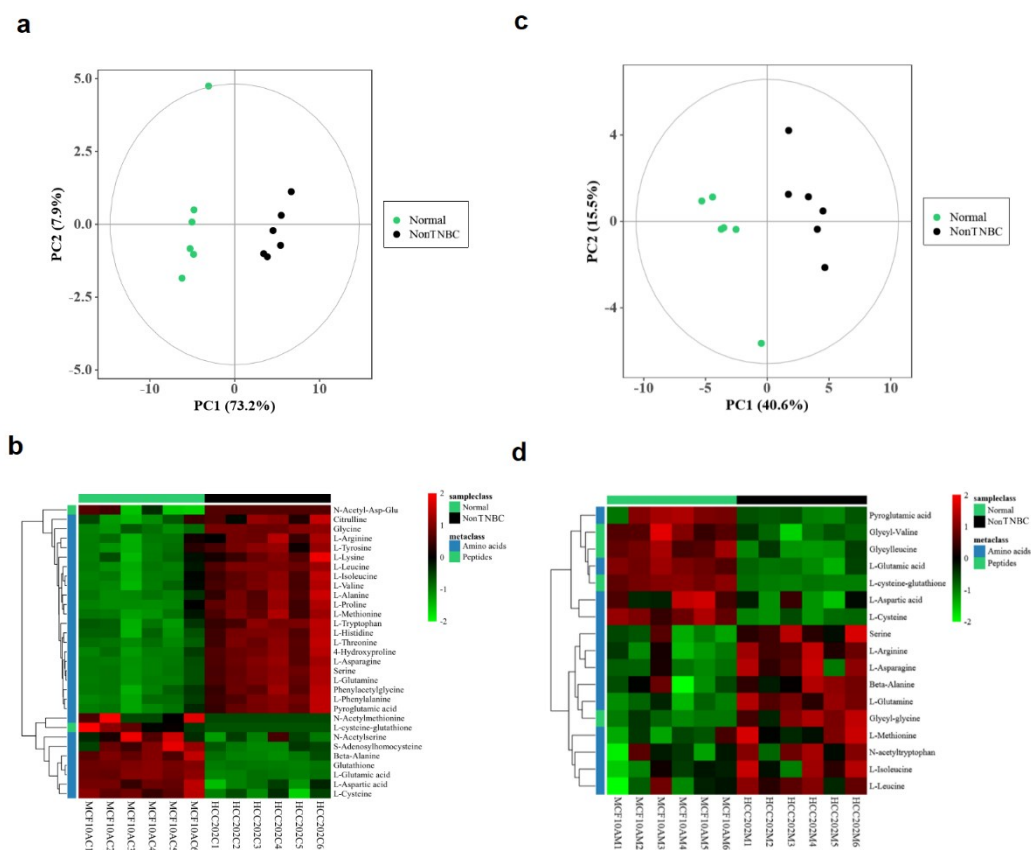 a
5.0
2.5
0.0
-2.5
-5.0
PC2 (7.9%)
-10
0
10
PC1 (73.2%)
Normal
NonTNBC
c
4
0
-4
PC2 (15.5%)
-10
-5
0
5
10
PC1 (40.6%)
Normal
NonTNBC
b
N-Acetyl-Asp-Glu
Citrulline
Glycine
L-Arginine
L-Tyrosine
L-Lysine
L-Leucine
L-Isoleucine
L-Valine
L-Alanine
L-Proline
L-Methionine
L-Tryptophan
L-Histidine
L-Threonine
4-Hydroxyproline
L-Asparagine
Serine
L-Glutamine
Phenylacetylglycine
L-Phenylalanine
Pyroglutamic acid
N-Acetylmethionine
L-cysteine-glutathione
N-Acetylserine
S-Adenosylhomocysteine
Beta-Alanine
Glutathione
L-Glutamic acid
L-Aspartic acid
L-Cysteine
MCF10AC1
MCF10AC2
MCF10AC3
MCF10AC4
MCF10AC5
MCF10AC6
HCC202C1
HCC202C2
HCC202C3
HCC202C4
HCC202C5
HCC202C6
2
1
0
-1
-2
sampleclass
Normal
NonTNBC
metaclass
Amino acids
Peptides
d
Pyroglutamic acid
Glycyl-Valine
Glycylleucine
L-Glutamic acid
L-cysteine-glutathione
L-Aspartic acid
L-Cysteine
Serine
L-Arginine
L-Asparagine
Beta-Alanine
L-Glutamine
Glycyl-glycine
L-Methionine
N-acetyltryptophan
L-Isoleucine
L-Leucine
MCF10AM1
MCF10AM2
MCF10AM3
MCF10AM4
MCF10AM5
MCF10AM6
HCC202M1
HCC202M2
HCC202M3
HCC202M4
HCC202M5
HCC202M6
2
1
0
-1
-2
sampleclass
Normal
NonTNBC
metaclass
Amino acids
Peptides